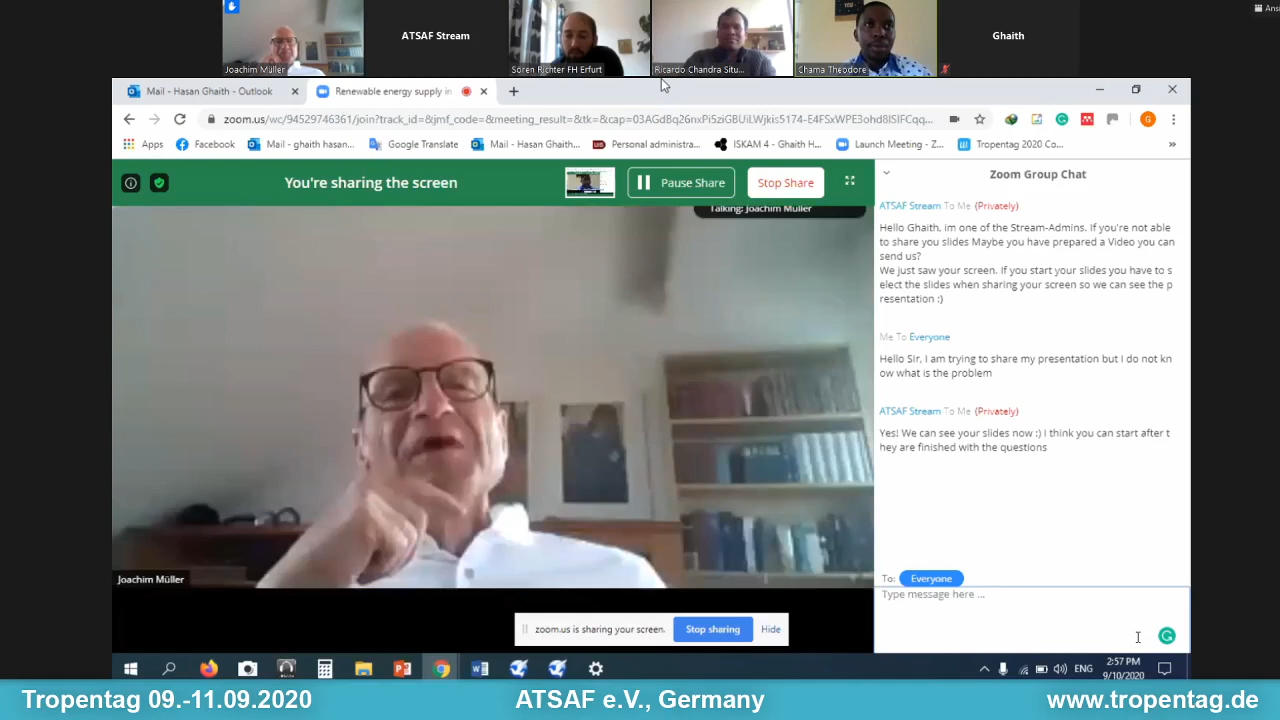 Ans
YOU
Joachim Müller
ATSAF Stream
Sören Richter FH Erfurt
Ricardo Chandra Situ...
Chama Theodore
Ghaith
Mail - Hasan Ghaith - Outlook
Renewable energy supply in
zoom.us/wc/94529746361/join?track_id=&jmf_code=&meeting_result=&tk=&cap=03AGdBq26nxPi5ziGBUiLWjkis5174-E4FSxWPE3ohd8ISIFCqq...
G
Apps
Facebook
Mail - ghaith hasan...
Google Translate
Mail - Hasan Ghaith...
Personal administra...
ISKAM 4 - Ghaith H...
Launch Meeting - Z...
Tropentag 2020 Co...
»
You're sharing the screen
Pause Share
Stop Share
Zoom Group Chat
Talking: Joachim Müller
ATSAF Stream To Me (Privately)
Hello Ghaith, im one of the Stream-Admins. If you're not able
to share you slides Maybe you have prepared a Video you can
send us?
We just saw your screen. If you start your slides you have to s
elect the slides when sharing your screen so we can see the p
resentation :)
Me To Everyone
Hello Sir, I am trying to share my presentation but I do not kn
ow what is the problem
ATSAF Stream To Me (Privately)
Yes! We can see your slides now :) I think you can start after t
hey are finished with the questions
To: Everyone
Type message here ...
Joachim Müller
zoom.us is sharing your screen.
Stop sharing
Hide
ENG
2:57 PM
9/10/2020
Tropentag 09.-11.09.2020
ATSAF e.V., Germany
www.tropentag.de